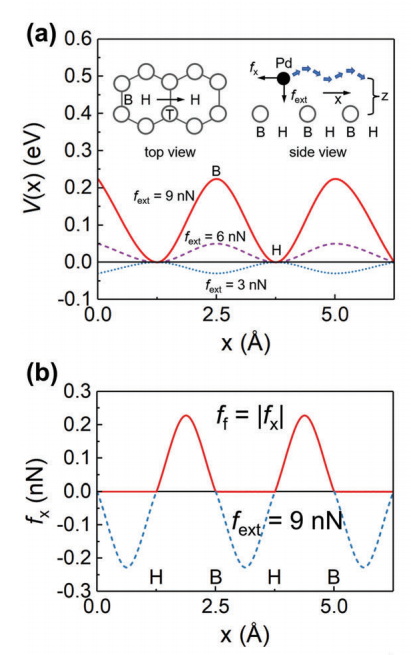 (a)
0.6
0.5
0.4
0.3
0.2
0.1
0.0
-0.1
V(x) (eV)
B H H
T
top view
fₓ
Pd
f_ext
x
z
B H B H B H
side view
f_ext = 9 nN
B
f_ext = 6 nN
H
f_ext = 3 nN
0.0 2.5 5.0
x (Å)
(b)
0.3
0.2
0.1
0.0
-0.1
-0.2
-0.3
fₓ (nN)
f_f = |fₓ|
f_ext = 9 nN
H B H B
0.0 2.5 5.0
x (Å)